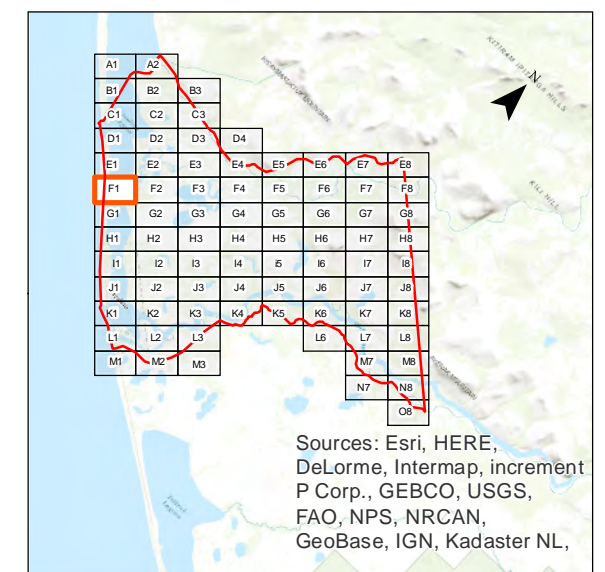 N
A1 A2
B1 B2 B3
C1 C2 C3
D1 D2 D3 D4
E1 E2 E3 E4 E5 E6 E7 E8
F1 F2 F3 F4 F5 F6 F7 F8
G1 G2 G3 G4 G5 G6 G7 G8
H1 H2 H3 H4 H5 H6 H7 H8
I1 I2 I3 I4 i5 I6 I7 I8
J1 J2 J3 J4 J5 J6 J7 J8
K1 K2 K3 K4 K5 K6 K7 K8
L1 L2 L3 L6 L7 L8
M1 M2 M3 M7 M8
N7 N8
O8
Sources: Esri, HERE,
DeLorme, Intermap, increment
P Corp., GEBCO, USGS,
FAO, NPS, NRCAN,
GeoBase, IGN, Kadaster NL,